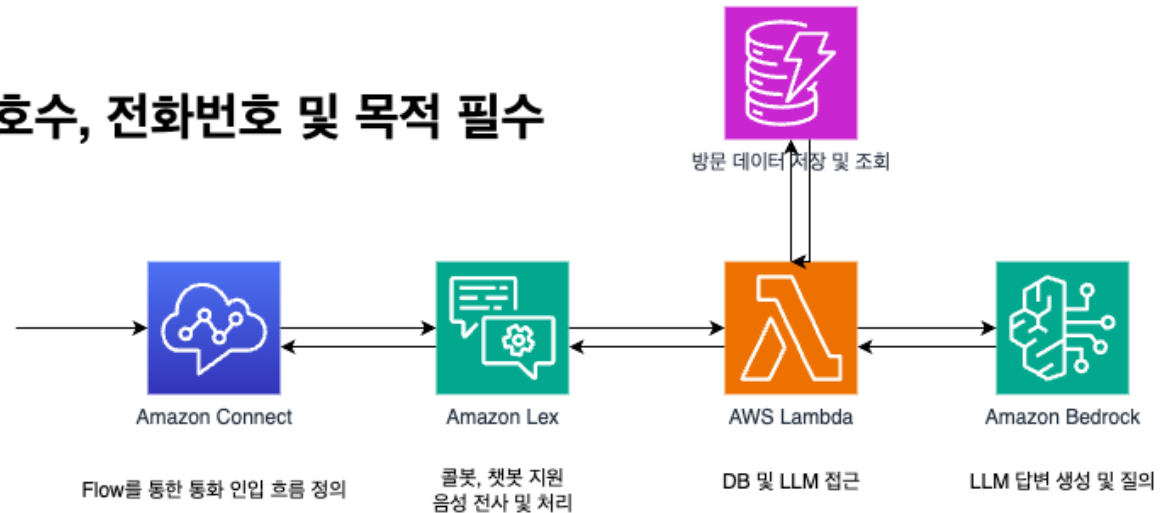 호수, 전화번호 및 목적 필수
방문 데이터 저장 및 조회
Amazon Connect
Amazon Lex
AWS Lambda
Amazon Bedrock
Flow를 통한 통화 인입 흐름 정의
콜봇, 챗봇 지원
음성 전사 및 처리
DB 및 LLM 접근
LLM 답변 생성 및 질의